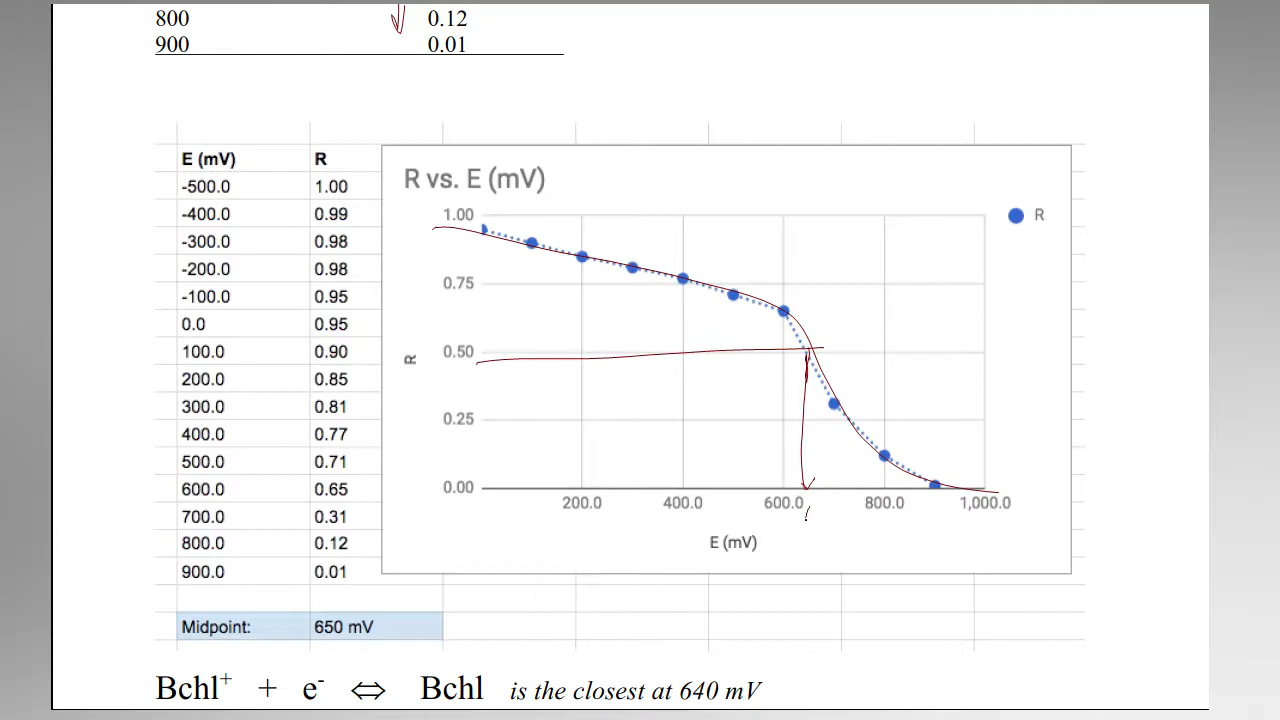 800 0.12
900 0.01
E (mV) R
-500.0 1.00
-400.0 0.99
-300.0 0.98
-200.0 0.98
-100.0 0.95
0.0 0.95
100.0 0.90
200.0 0.85
300.0 0.81
400.0 0.77
500.0 0.71
600.0 0.65
700.0 0.31
800.0 0.12
900.0 0.01
Midpoint: 650 mV
R vs. E (mV)
R
1.00
0.75
0.50
0.25
0.00
R
200.0 400.0 600.0 800.0 1,000.0
E (mV)
Bchl⁺ + e⁻ ⇔ Bchl is the closest at 640 mV